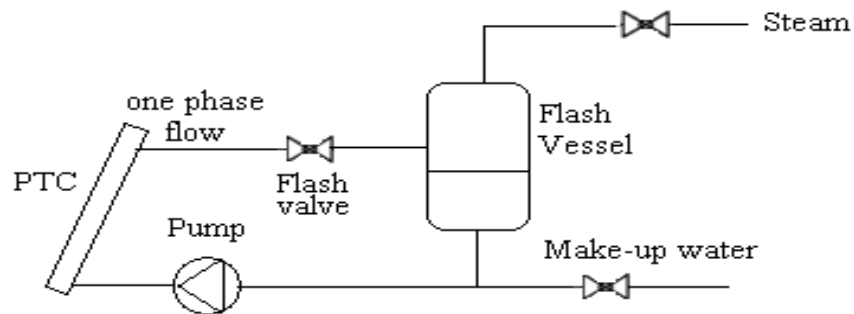 Steam
one phase
flow
Flash
Vessel
PTC
Flash
valve
Pump
Make-up water